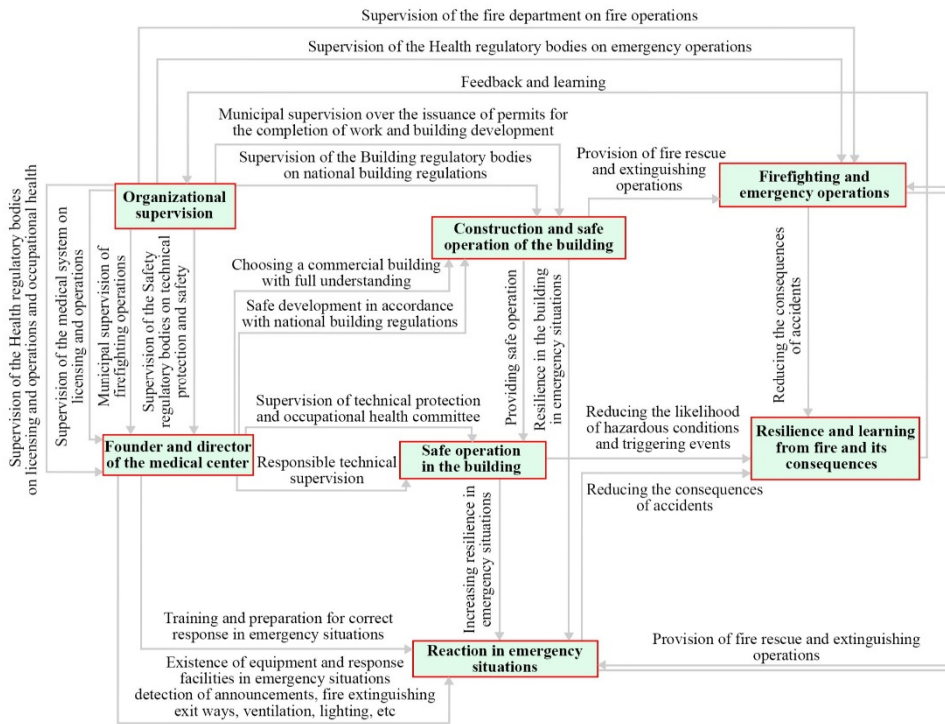 Supervision of the fire department on fire operations
Supervision of the Health regulatory bodies on emergency operations
Feedback and learning
Municipal supervision over the issuance of permits for
the completion of work and building development
Supervision of the Building regulatory bodies
on national building regulations
Provision of fire rescue
and extinguishing
operations
Firefighting and
emergency operations
Organizational
supervision
Construction and safe
operation of the building
Supervision of the Health regulatory bodies
on licensing and operations and occupational health
Supervision of the medical system on
licensing and operations
Municipal supervision of
firefighting operations
Supervision of the Safety
regulatory bodies on technical
protection and safety
Choosing a commercial building
with full understanding
Safe development in accordance
with national building regulations
Providing safe operation
Resilience in the building
in emergency situations
Reducing the consequences
of accidents
Supervision of technical protection
and occupational health committee
Reducing the likelihood
of hazardous conditions
and triggering events
Founder and director
of the medical center
Responsible technical
supervision
Safe operation
in the building
Resilience and learning
from fire and its
consequences
Reducing the consequences
of accidents
Increasing resilience in
emergency situations
Training and preparation for correct
response in emergency situations
Reaction in emergency
situations
Provision of fire rescue and extinguishing
operations
Existence of equipment and response
facilities in emergency situations
detection of announcements, fire extinguishing
exit ways, ventilation, lighting, etc